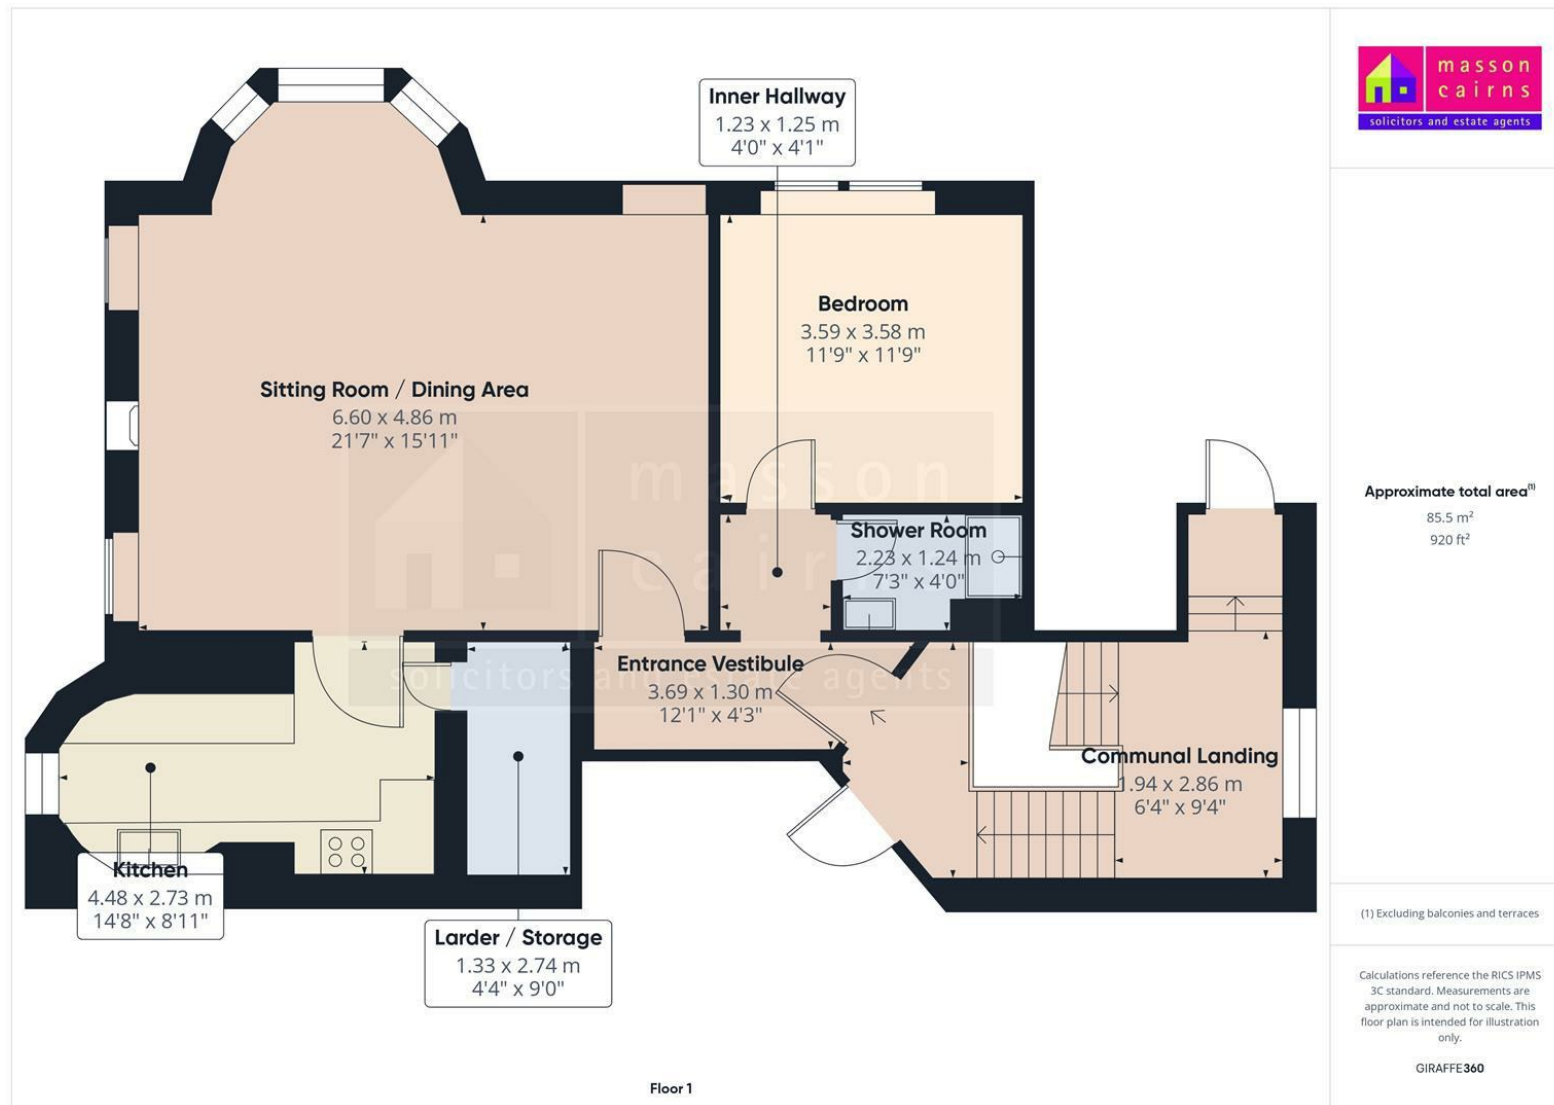 masson
cairns
solicitors and estate agents
Inner Hallway
1.23 x 1.25 m
4'0" x 4'1"
Bedroom
3.59 x 3.58 m
11'9" x 11'9"
Sitting Room / Dining Area
6.60 x 4.86 m
21'7" x 15'11"
masson
cairns
solicitors and estate agents
Shower Room
2.23 x 1.24 m
7'3" x 4'0"
Entrance Vestibule
3.69 x 1.30 m
12'1" x 4'3"
Communal Landing
1.94 x 2.86 m
6'4" x 9'4"
Kitchen
4.48 x 2.73 m
14'8" x 8'11"
Larder / Storage
1.33 x 2.74 m
4'4" x 9'0"
Floor 1
Approximate total area(1)
85.5 m²
920 ft²
(1) Excluding balconies and terraces
Calculations reference the RICS IPMS
3C standard. Measurements are
approximate and not to scale. This
floor plan is intended for illustration
only.
GIRAFFE360